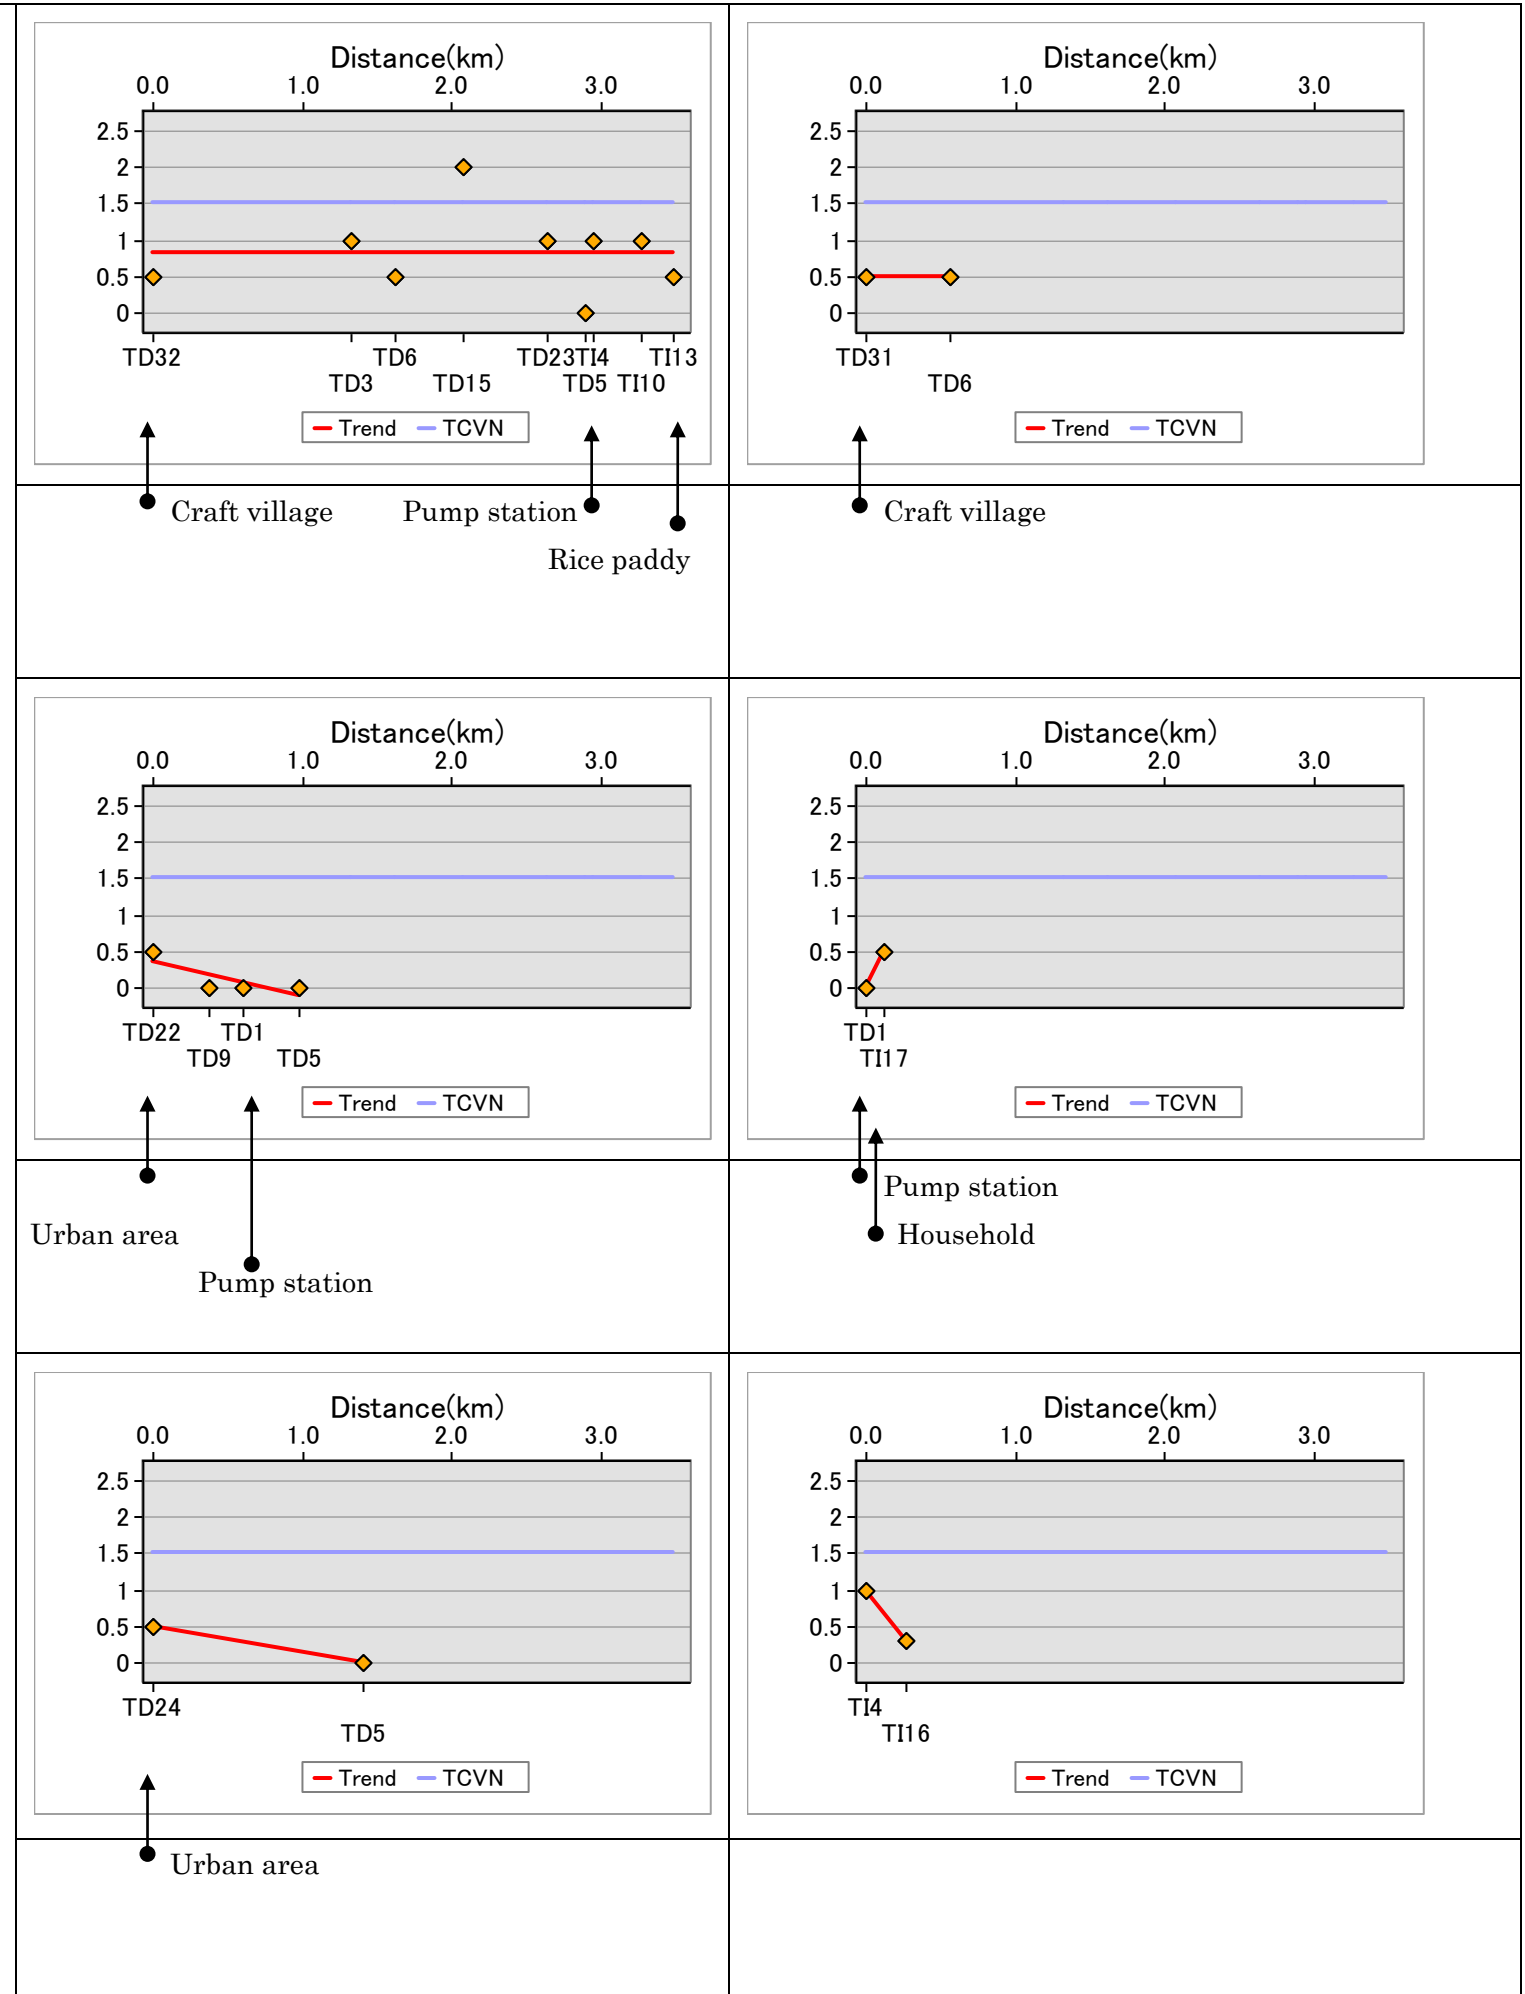 Distance(km)
0.0 1.0 2.0 3.0
2.5
2
1.5
1
0.5
0
TD32 TD6 TD23 TI4 TI13
TD3 TD15 TD5 TI10
Trend TCVN
Craft village Pump station
Rice paddy
Distance(km)
0.0 1.0 2.0 3.0
2.5
2
1.5
1
0.5
0
TD31
TD6
Trend TCVN
Craft village
Distance(km)
0.0 1.0 2.0 3.0
2.5
2
1.5
1
0.5
0
TD22 TD1
TD9 TD5
Trend TCVN
Urban area
Pump station
Distance(km)
0.0 1.0 2.0 3.0
2.5
2
1.5
1
0.5
0
TD1
TI17
Trend TCVN
Pump station
Household
Distance(km)
0.0 1.0 2.0 3.0
2.5
2
1.5
1
0.5
0
TD24
TD5
Trend TCVN
Urban area
Distance(km)
0.0 1.0 2.0 3.0
2.5
2
1.5
1
0.5
0
TI4
TI16
Trend TCVN